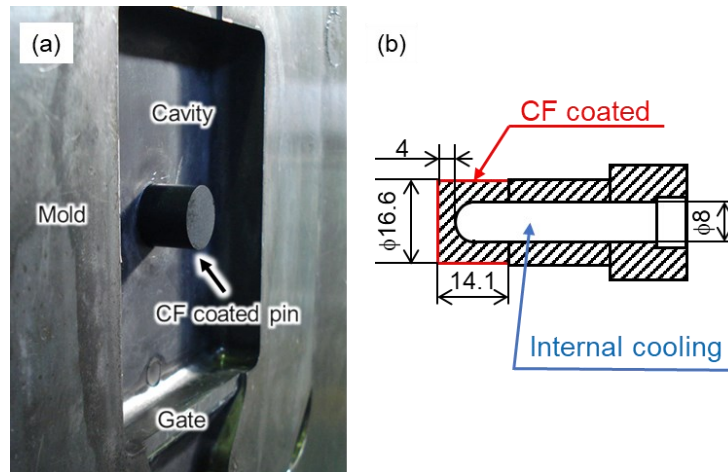 (a)
Cavity
Mold
CF coated pin
Gate
(b)
CF coated
4
ϕ16.6
ϕ8
14.1
Internal cooling